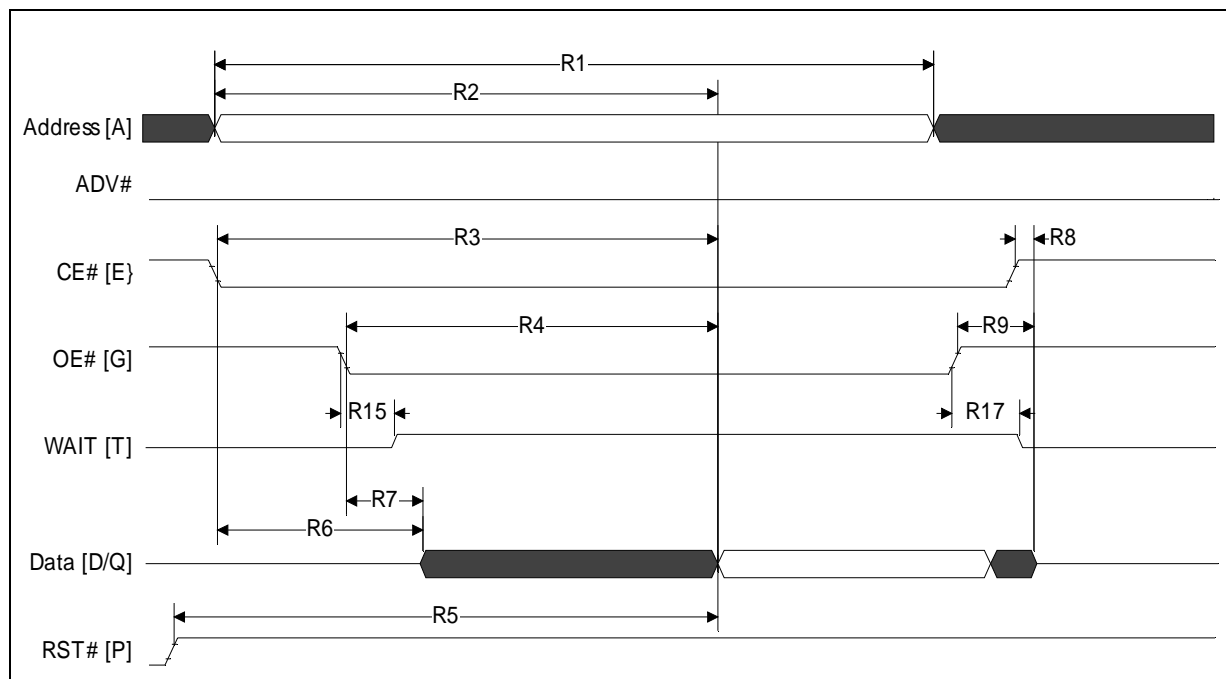 R1
R2
Address [A]
ADV#
R3
R8
CE# [E}
R4
R9
OE# [G]
R15
R17
WAIT [T]
R7
R6
Data [D/Q]
R5
RST# [P]